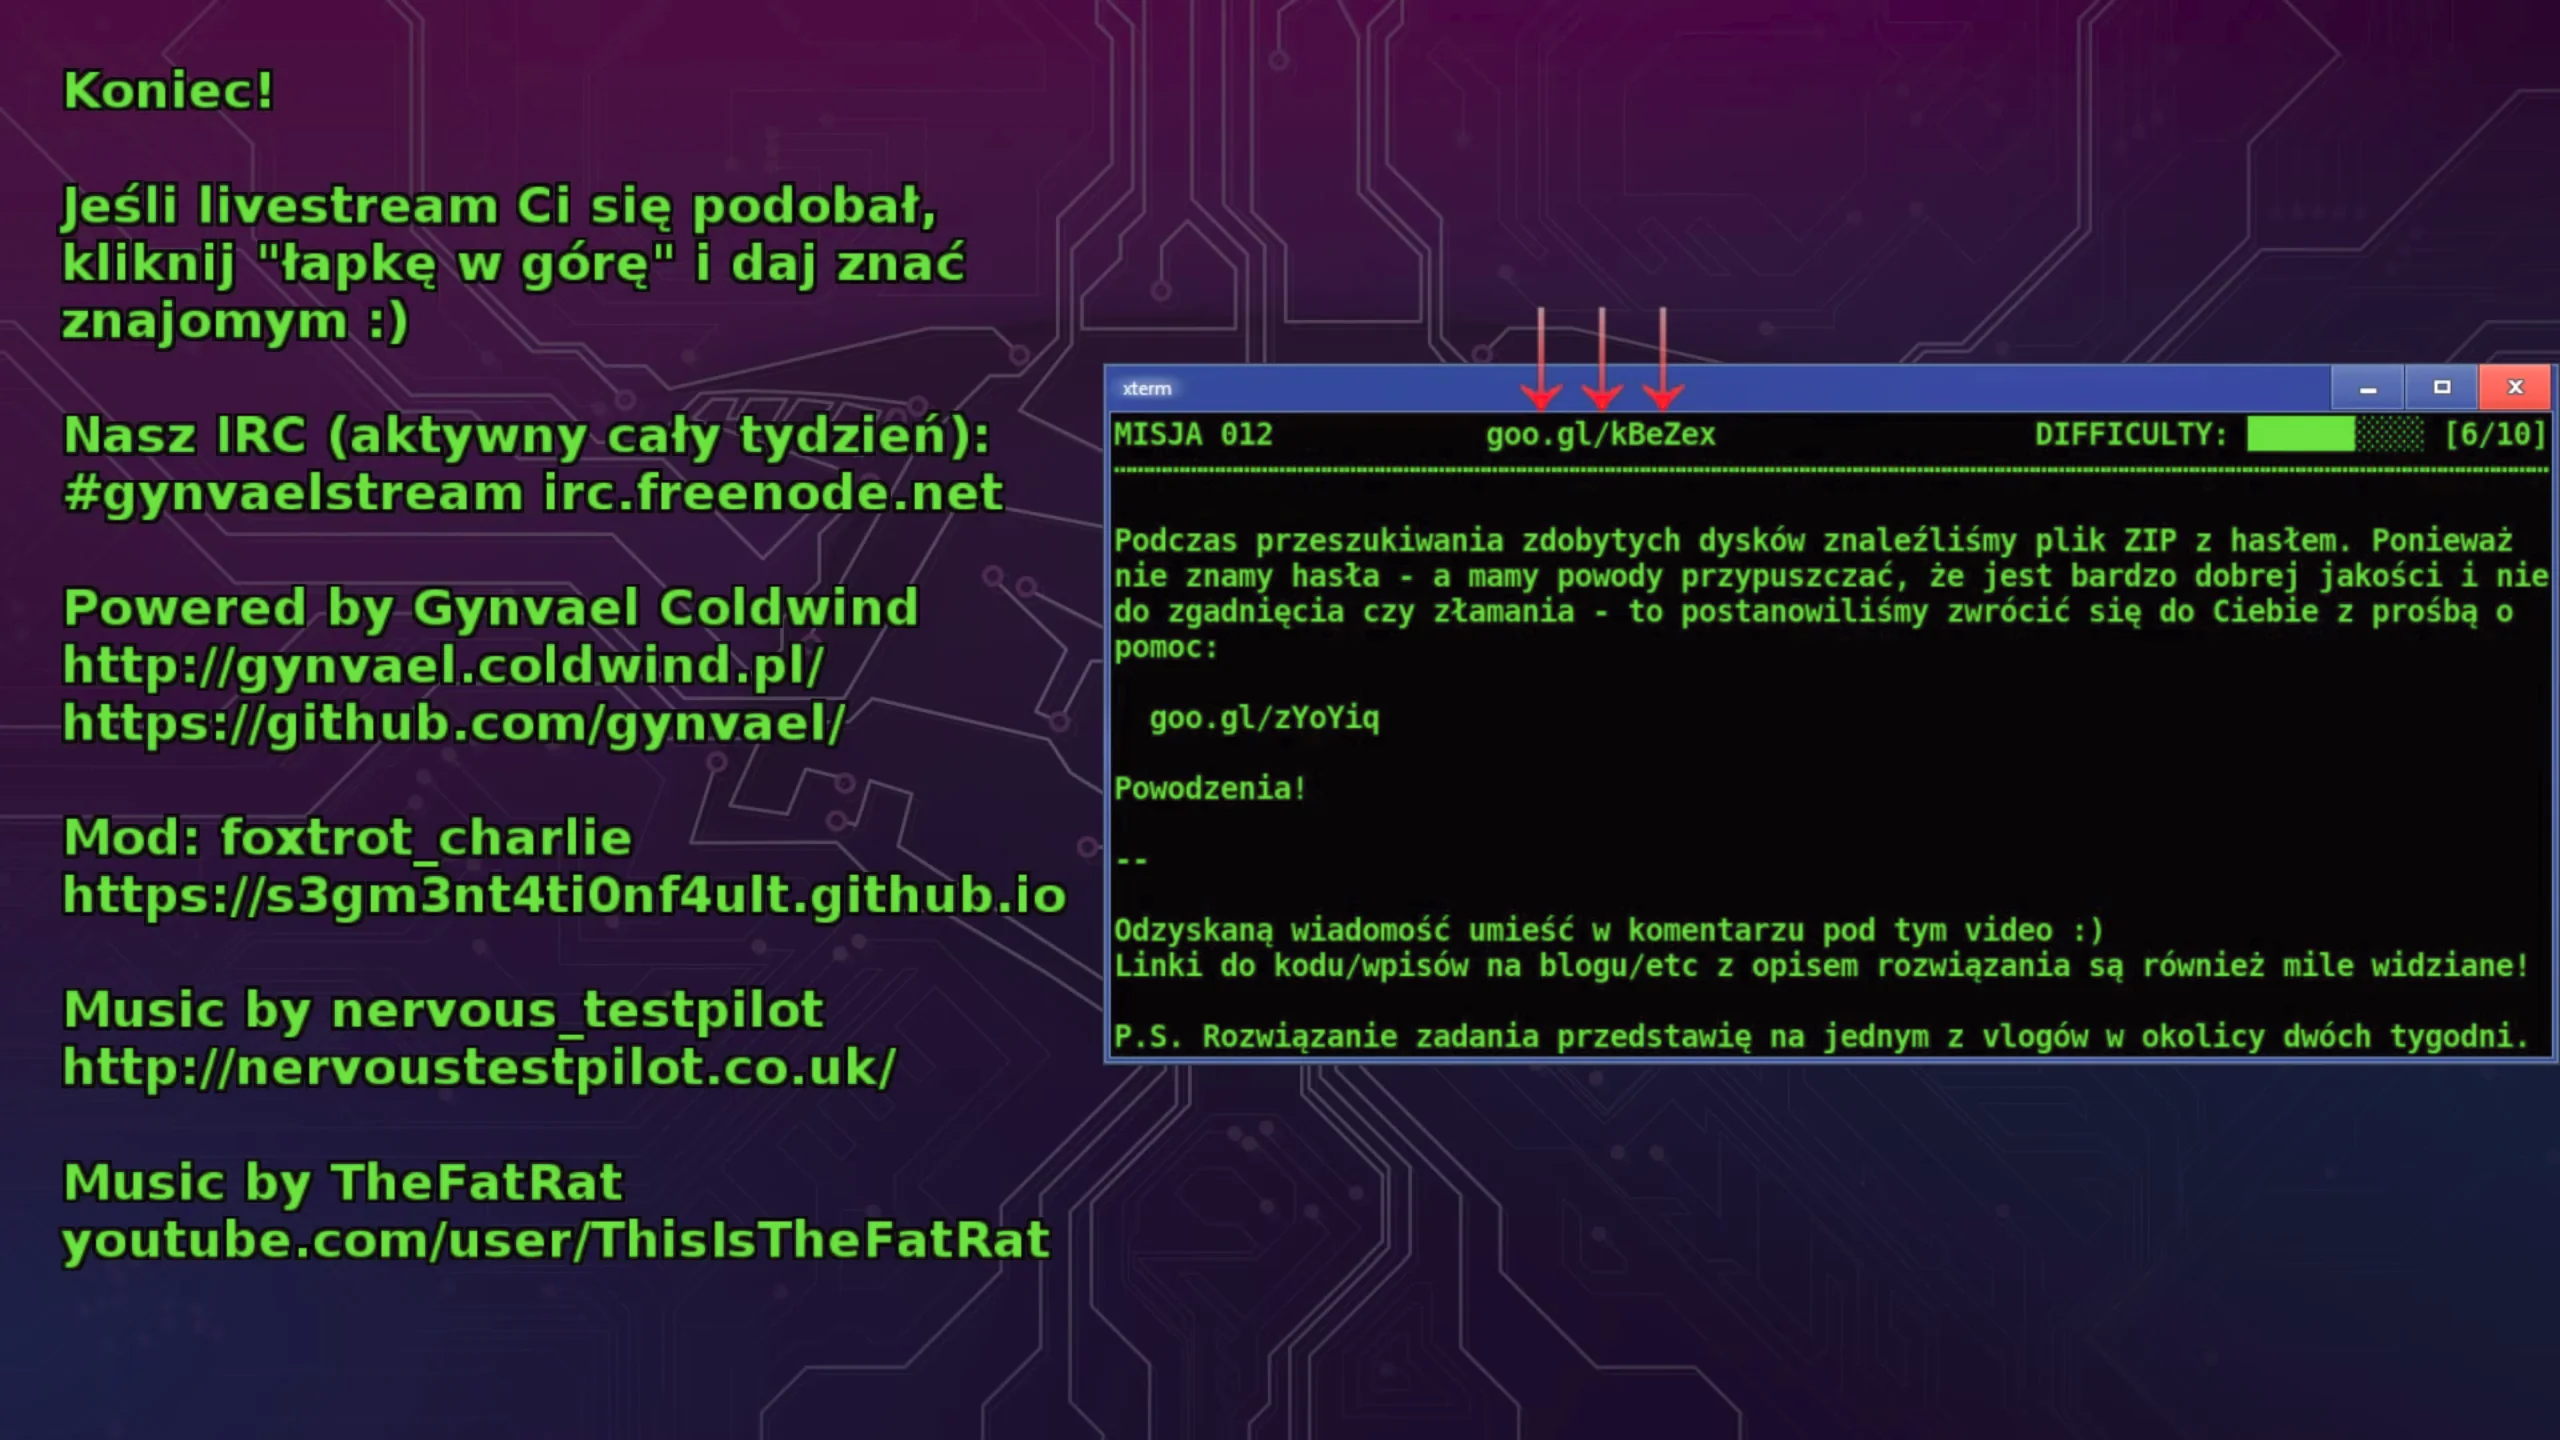 Koniec!
Jeśli livestream Ci się podobał,
kliknij "łapkę w górę" i daj znać
znajomym :)
Nasz IRC (aktywny cały tydzień):
#gynvaelstream irc.freenode.net
Powered by Gynvael Coldwind
http://gynvael.coldwind.pl/
https://github.com/gynvael/
Mod: foxtrot_charlie
https://s3gm3nt4ti0nf4ult.github.io
Music by nervous_testpilot
http://nervoustestpilot.co.uk/
Music by TheFatRat
youtube.com/user/ThisIsTheFatRat
xterm
MISJA 012 goo.gl/kBeZex DIFFICULTY: [6/10]
Podczas przeszukiwania zdobytych dysków znaleźliśmy plik ZIP z hasłem. Ponieważ
nie znamy hasła - a mamy powody przypuszczać, że jest bardzo dobrej jakości i nie
do zgadnięcia czy złamania - to postanowiliśmy zwrócić się do Ciebie z prośbą o
pomoc:
goo.gl/zYoYiq
Powodzenia!
--
Odzyskaną wiadomość umieść w komentarzu pod tym video :)
Linki do kodu/wpisów na blogu/etc z opisem rozwiązania są również mile widziane!
P.S. Rozwiązanie zadania przedstawię na jednym z vlogów w okolicy dwóch tygodni.